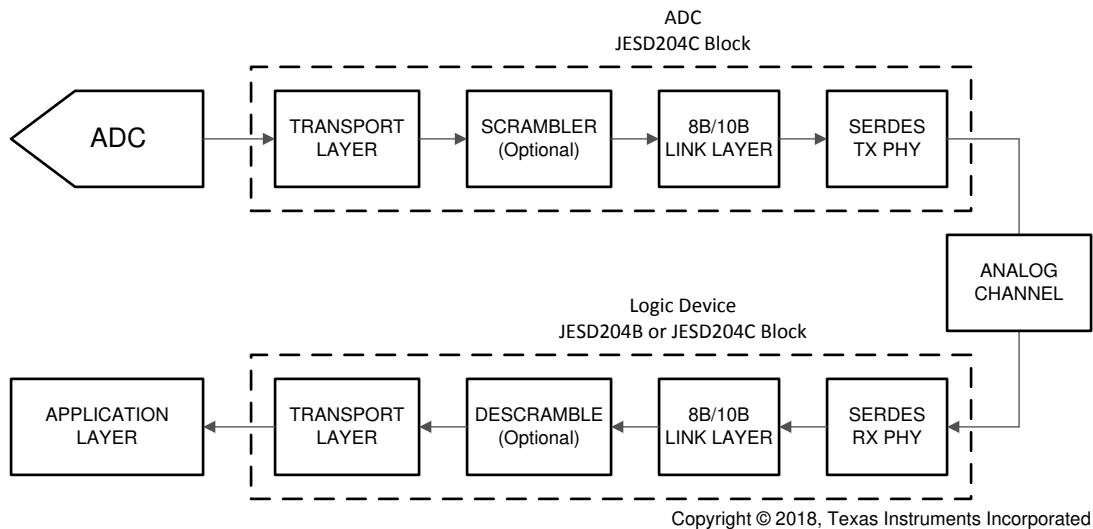 ADC
JESD204C Block
ADC
TRANSPORT
LAYER
SCRAMBLER
(Optional)
8B/10B
LINK LAYER
SERDES
TX PHY
ANALOG
CHANNEL
Logic Device
JESD204B or JESD204C Block
APPLICATION
LAYER
TRANSPORT
LAYER
DESCRAMBLE
(Optional)
8B/10B
LINK LAYER
SERDES
RX PHY
Copyright © 2018, Texas Instruments Incorporated